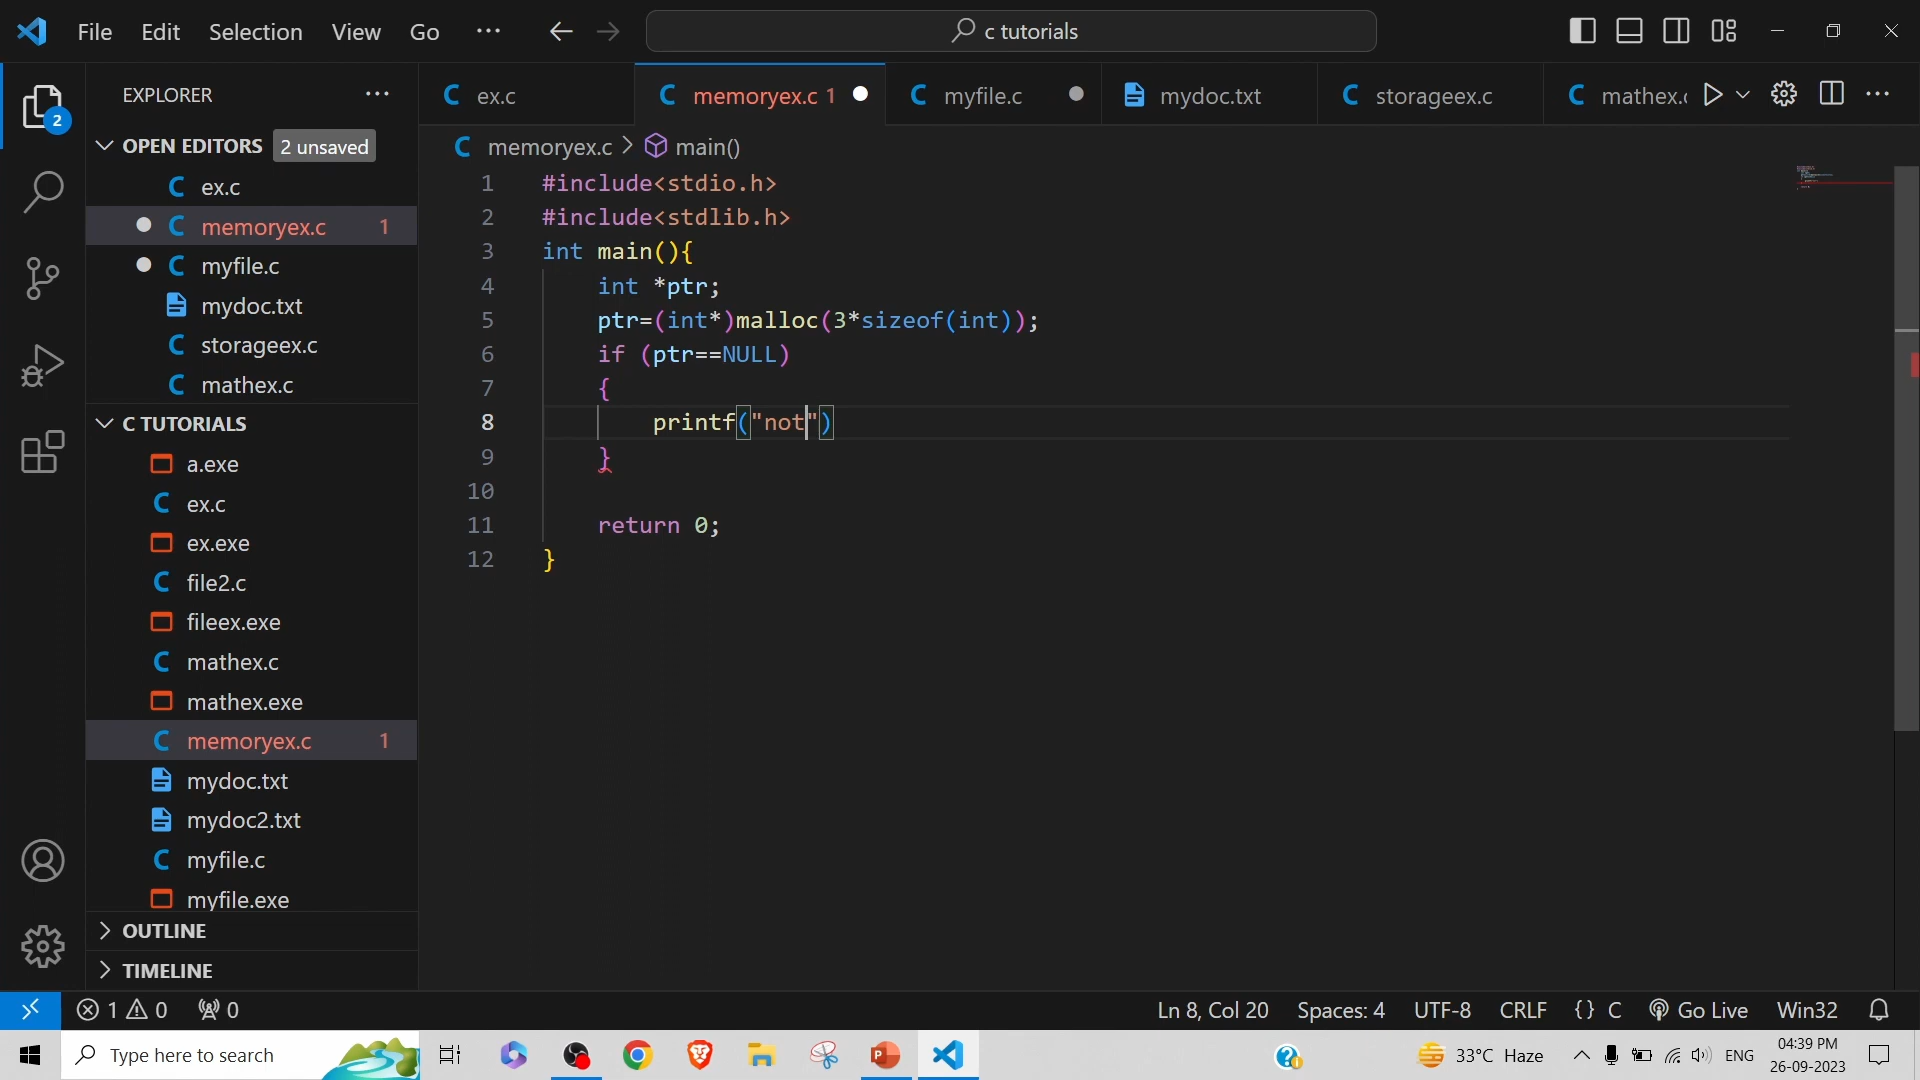 File Edit Selection View Go ··· c tutorials
EXPLORER ···
ex.c
memoryex.c 1
myfile.c
mydoc.txt
storageex.c
mathex.
···
OPEN EDITORS 2 unsaved
ex.c
memoryex.c 1
myfile.c
mydoc.txt
storageex.c
mathex.c
C TUTORIALS
a.exe
ex.c
ex.exe
file2.c
fileex.exe
mathex.c
mathex.exe
memoryex.c 1
mydoc.txt
mydoc2.txt
myfile.c
myfile.exe
OUTLINE
TIMELINE
2
memoryex.c > main()
1 #include<stdio.h>
2 #include<stdlib.h>
3 int main(){
4 int *ptr;
5 ptr=(int*)malloc(3*sizeof(int));
6 if (ptr==NULL)
7 {
8 printf("not")
9 }
10
11 return 0;
12 }
1 0 0 Ln 8, Col 20 Spaces: 4 UTF-8 CRLF {} C Go Live Win32
Type here to search 33°C Haze ENG 04:39 PM
26-09-2023